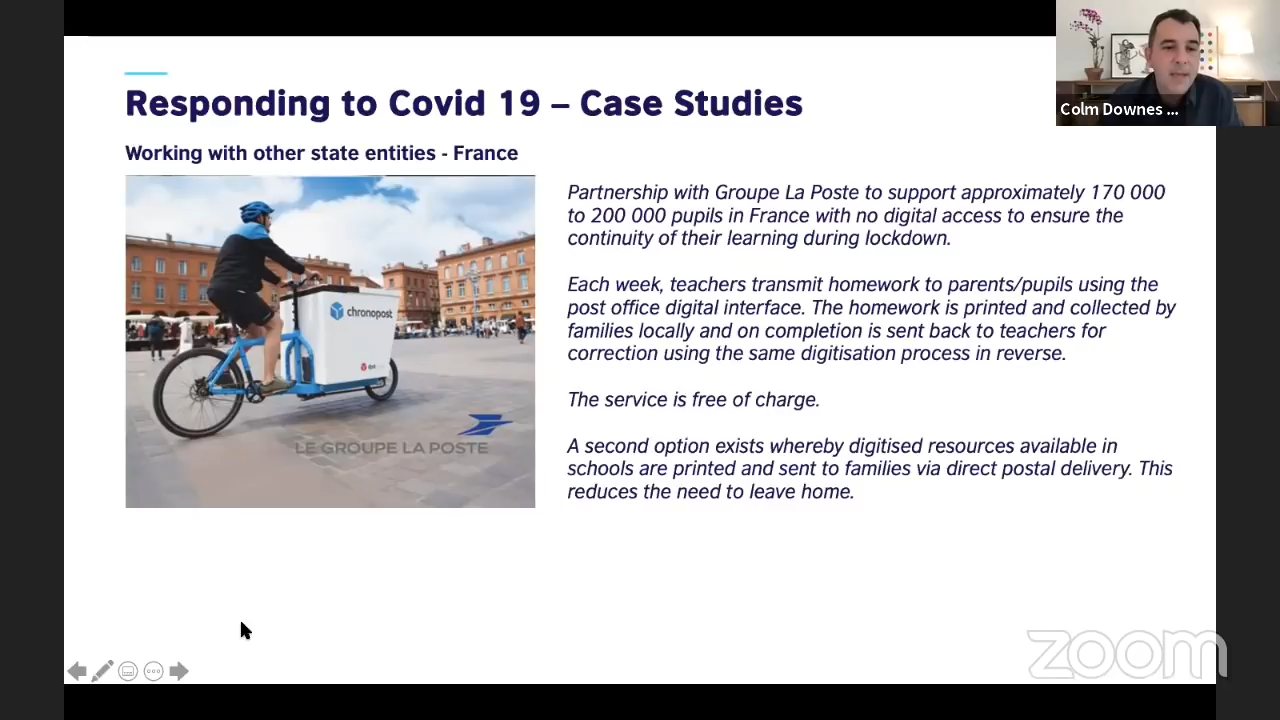 Responding to Covid 19 – Case Studies
Colm Downes ...
Working with other state entities - France
Partnership with Groupe La Poste to support approximately 170 000
to 200 000 pupils in France with no digital access to ensure the
continuity of their learning during lockdown.
Each week, teachers transmit homework to parents/pupils using the
post office digital interface. The homework is printed and collected by
families locally and on completion is sent back to teachers for
correction using the same digitisation process in reverse.
The service is free of charge.
A second option exists whereby digitised resources available in
schools are printed and sent to families via direct postal delivery. This
reduces the need to leave home.
chronopost
LE GROUPE LA POSTE
zoom